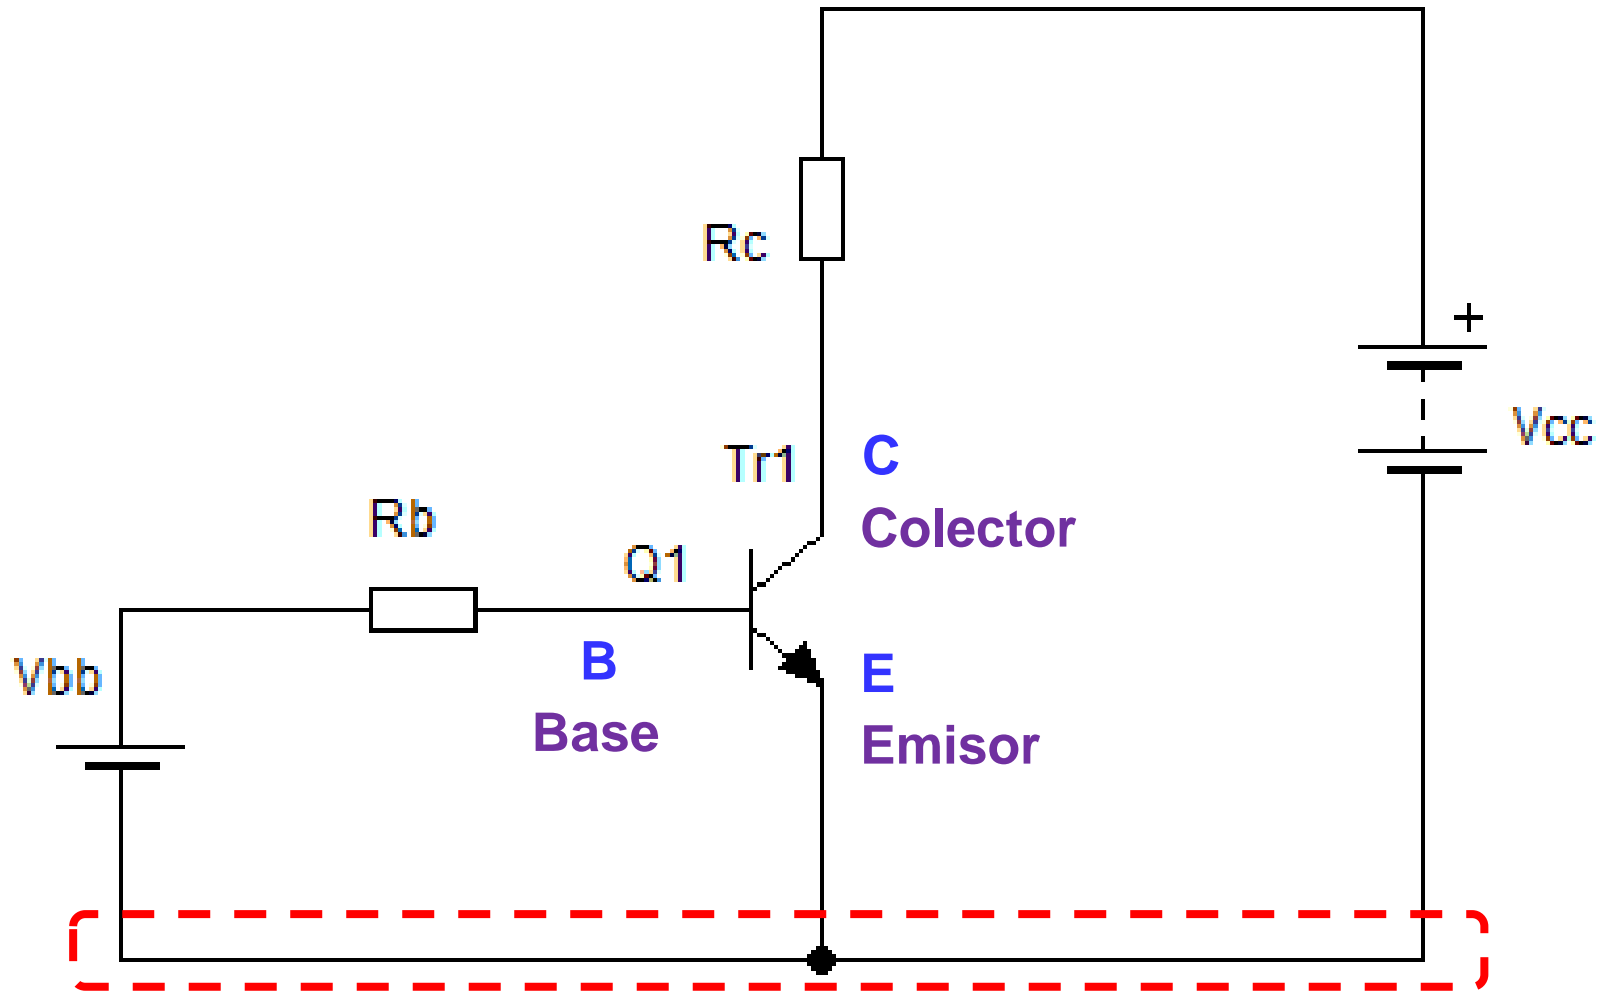 Rc
+
Vcc
Tr1
C
Colector
Rb
Q1
B
Base
Vbb
E
Emisor